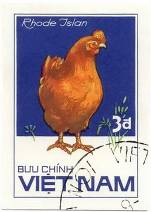 Rhode Islan
3đ
BƯU CHÍNH
VIỆT NAM